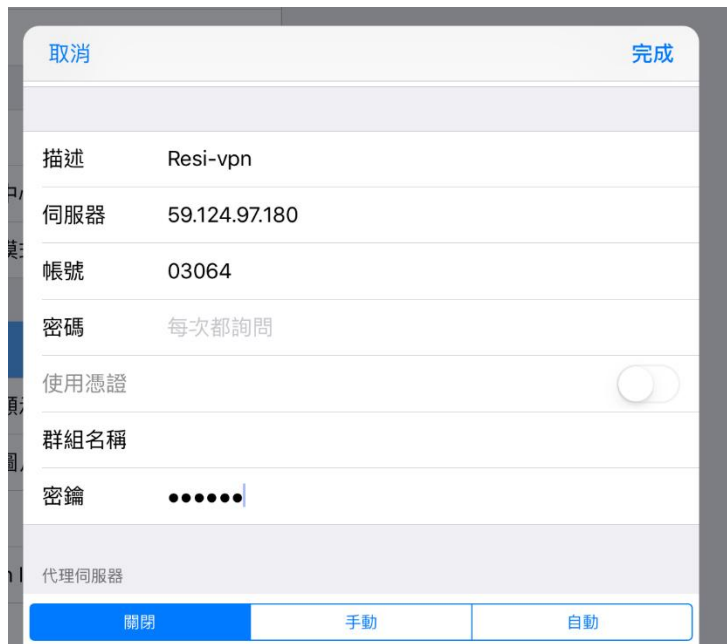 取消 完成
描述 Resi-vpn
伺服器 59.124.97.180
帳號 03064
密碼 每次都詢問
使用憑證
群組名稱
密鑰 ●●●●●●
代理伺服器
關閉 手動 自動